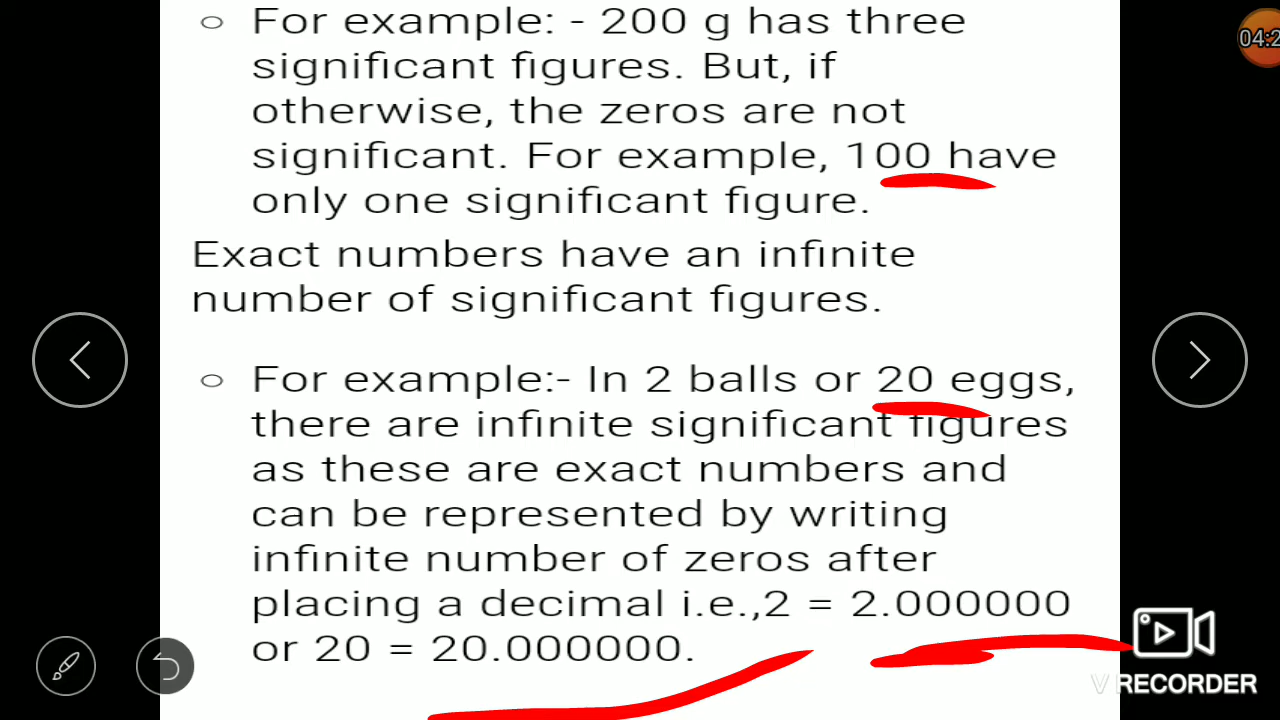 For example: - 200 g has three
significant figures. But, if
otherwise, the zeros are not
significant. For example, 100 have
only one significant figure.
Exact numbers have an infinite
number of significant figures.
For example:- In 2 balls or 20 eggs,
there are infinite significant figures
as these are exact numbers and
can be represented by writing
infinite number of zeros after
placing a decimal i.e.,2 = 2.000000
or 20 = 20.000000.
V RECORDER